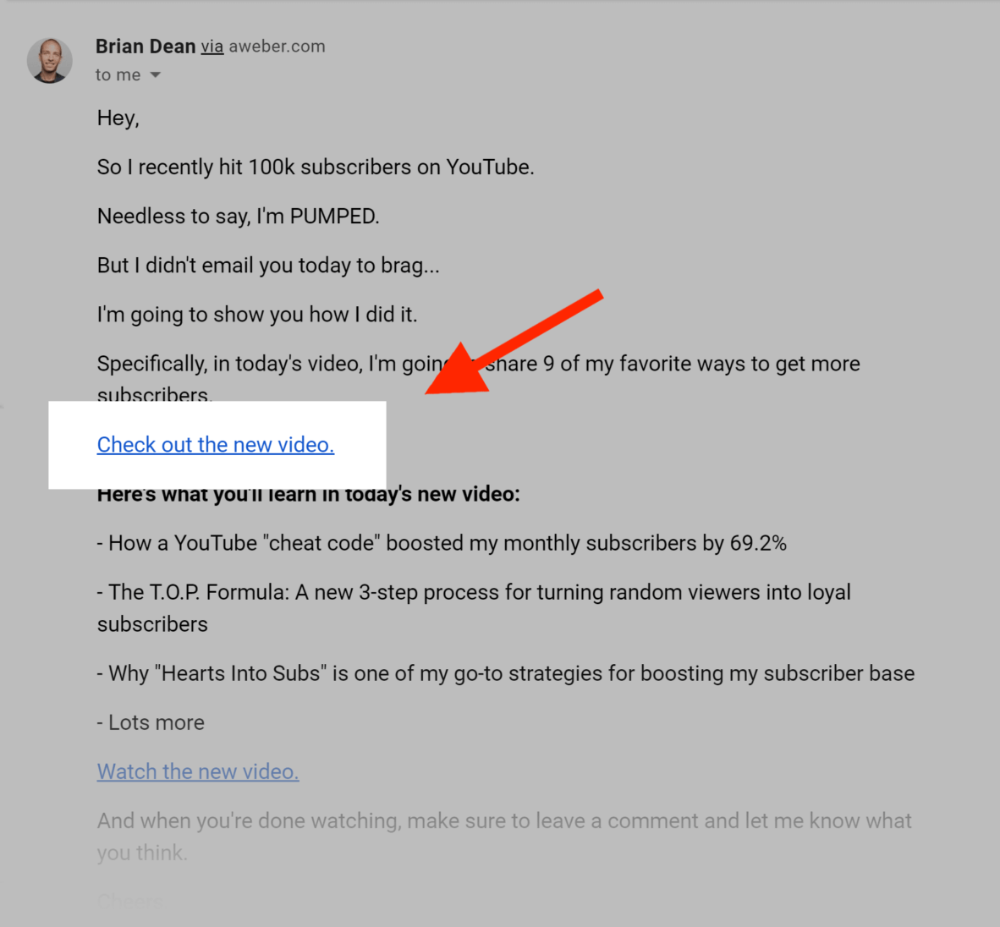 Brian Dean via aweber.com
to me
Hey,
So I recently hit 100k subscribers on YouTube.
Needless to say, I'm PUMPED.
But I didn't email you today to brag...
I'm going to show you how I did it.
Specifically, in today's video, I'm going share 9 of my favorite ways to get more
subscribers.
Check out the new video.
Here's what you'll learn in today's new video:
- How a YouTube "cheat code" boosted my monthly subscribers by 69.2%
- The T.O.P. Formula: A new 3-step process for turning random viewers into loyal
subscribers
- Why "Hearts Into Subs" is one of my go-to strategies for boosting my subscriber base
- Lots more
Watch the new video.
And when you're done watching, make sure to leave a comment and let me know what
you think.
Cheers